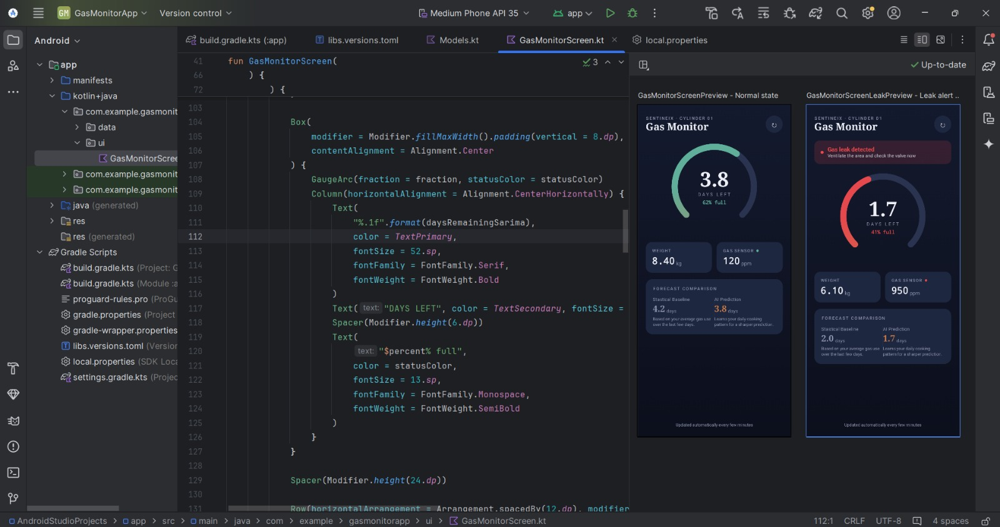 GM GasMonitorApp Version control Medium Phone API 35 app
Android
build.gradle.kts (:app) libs.versions.toml Models.kt GasMonitorScreen.kt local.properties
app
manifests
kotlin+java
com.example.gasmonit
data
ui
GasMonitorScree
com.example.gasmonit
com.example.gasmonit
java (generated)
res
res (generated)
Gradle Scripts
build.gradle.kts (Project: G
build.gradle.kts (Module :a
proguard-rules.pro (ProGu
gradle.properties (Project
gradle-wrapper.properties
libs.versions.toml (Version
local.properties (SDK Loca
settings.gradle.kts (Projec
3
41 fun GasMonitorScreen(
66 ) {
72 ) {
103
104 Box(
105 modifier = Modifier.fillMaxWidth().padding(vertical = 8.dp),
106 contentAlignment = Alignment.Center
107 ) {
108 GaugeArc(fraction = fraction, statusColor = statusColor)
109 Column(horizontalAlignment = Alignment.CenterHorizontally) {
110 Text(
111 "%.1f".format(daysRemainingSarima),
112 color = TextPrimary,
113 fontSize = 52.sp,
114 fontFamily = FontFamily.Serif,
115 fontWeight = FontWeight.Bold
116 )
117 Text( text: "DAYS LEFT", color = TextSecondary, fontSize =
118 Spacer(Modifier.height(6.dp))
119 Text(
120 text: "$percent% full",
121 color = statusColor,
122 fontSize = 13.sp,
123 fontFamily = FontFamily.Monospace,
124 fontWeight = FontWeight.SemiBold
125 )
126 }
127 }
128
129 Spacer(Modifier.height(24.dp))
130
131 Row(horizontalArrangement = Arrangement.spacedBy(12.dp), modifier
Up-to-date
GasMonitorScreenPreview - Normal state
SENTINEIX · CYLINDER 01
Gas Monitor
3.8
DAYS LEFT
62% full
WEIGHT
8.40 kg
GAS SENSOR
120 ppm
FORECAST COMPARISON
Stastical Baseline AI Prediction
4.2 days 3.8 days
Based on your average gas use Learns your daily cooking
over the last few days. pattern for a sharper prediction.
Updated automatically every few minutes
GasMonitorScreenLeakPreview - Leak alert ..
SENTINEIX · CYLINDER 01
Gas Monitor
Gas leak detected
Ventilate the area and check the valve now
1.7
DAYS LEFT
41% full
WEIGHT
6.10 kg
GAS SENSOR
950 ppm
FORECAST COMPARISON
Stastical Baseline AI Prediction
2.0 days 1.7 days
Based on your average gas use Learns your daily cooking
over the last few days. pattern for a sharper prediction.
Updated automatically every few minutes
AndroidStudioProjects > app > src > main > java > com > example > gasmonitorapp > ui > GasMonitorScreen.kt 112:1 CRLF UTF-8 4 spaces